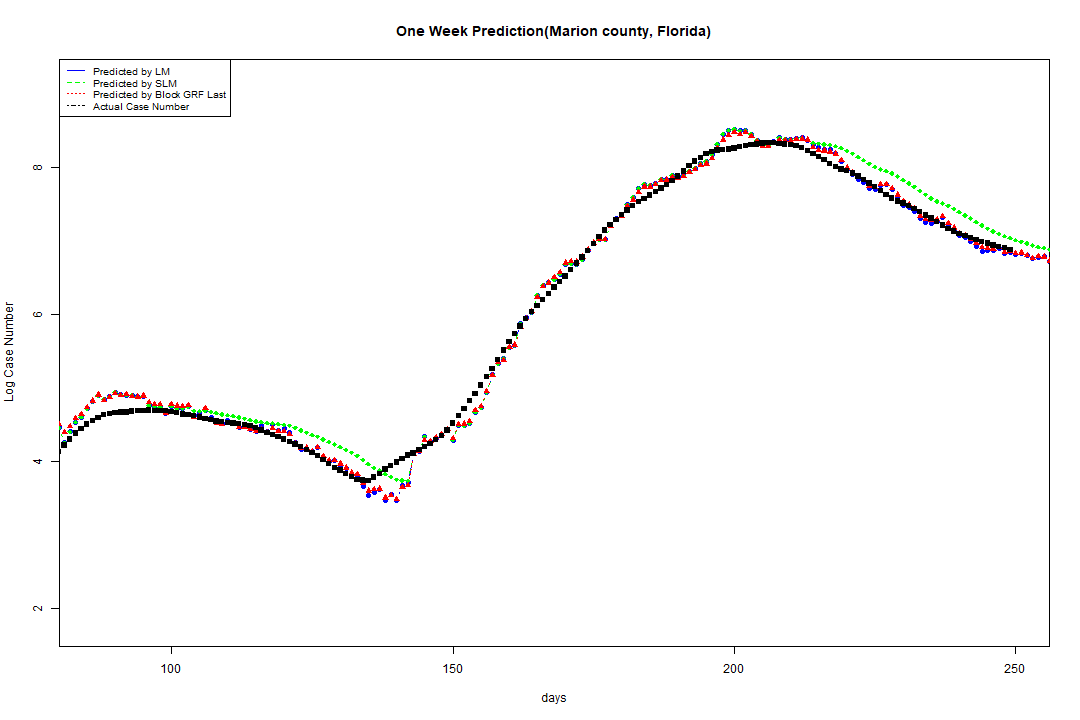 One Week Prediction(Marion county, Florida)
Predicted by LM
Predicted by SLM
Predicted by Block GRF Last
Actual Case Number
Log Case Number
8
6
4
2
100 150 200 250
days